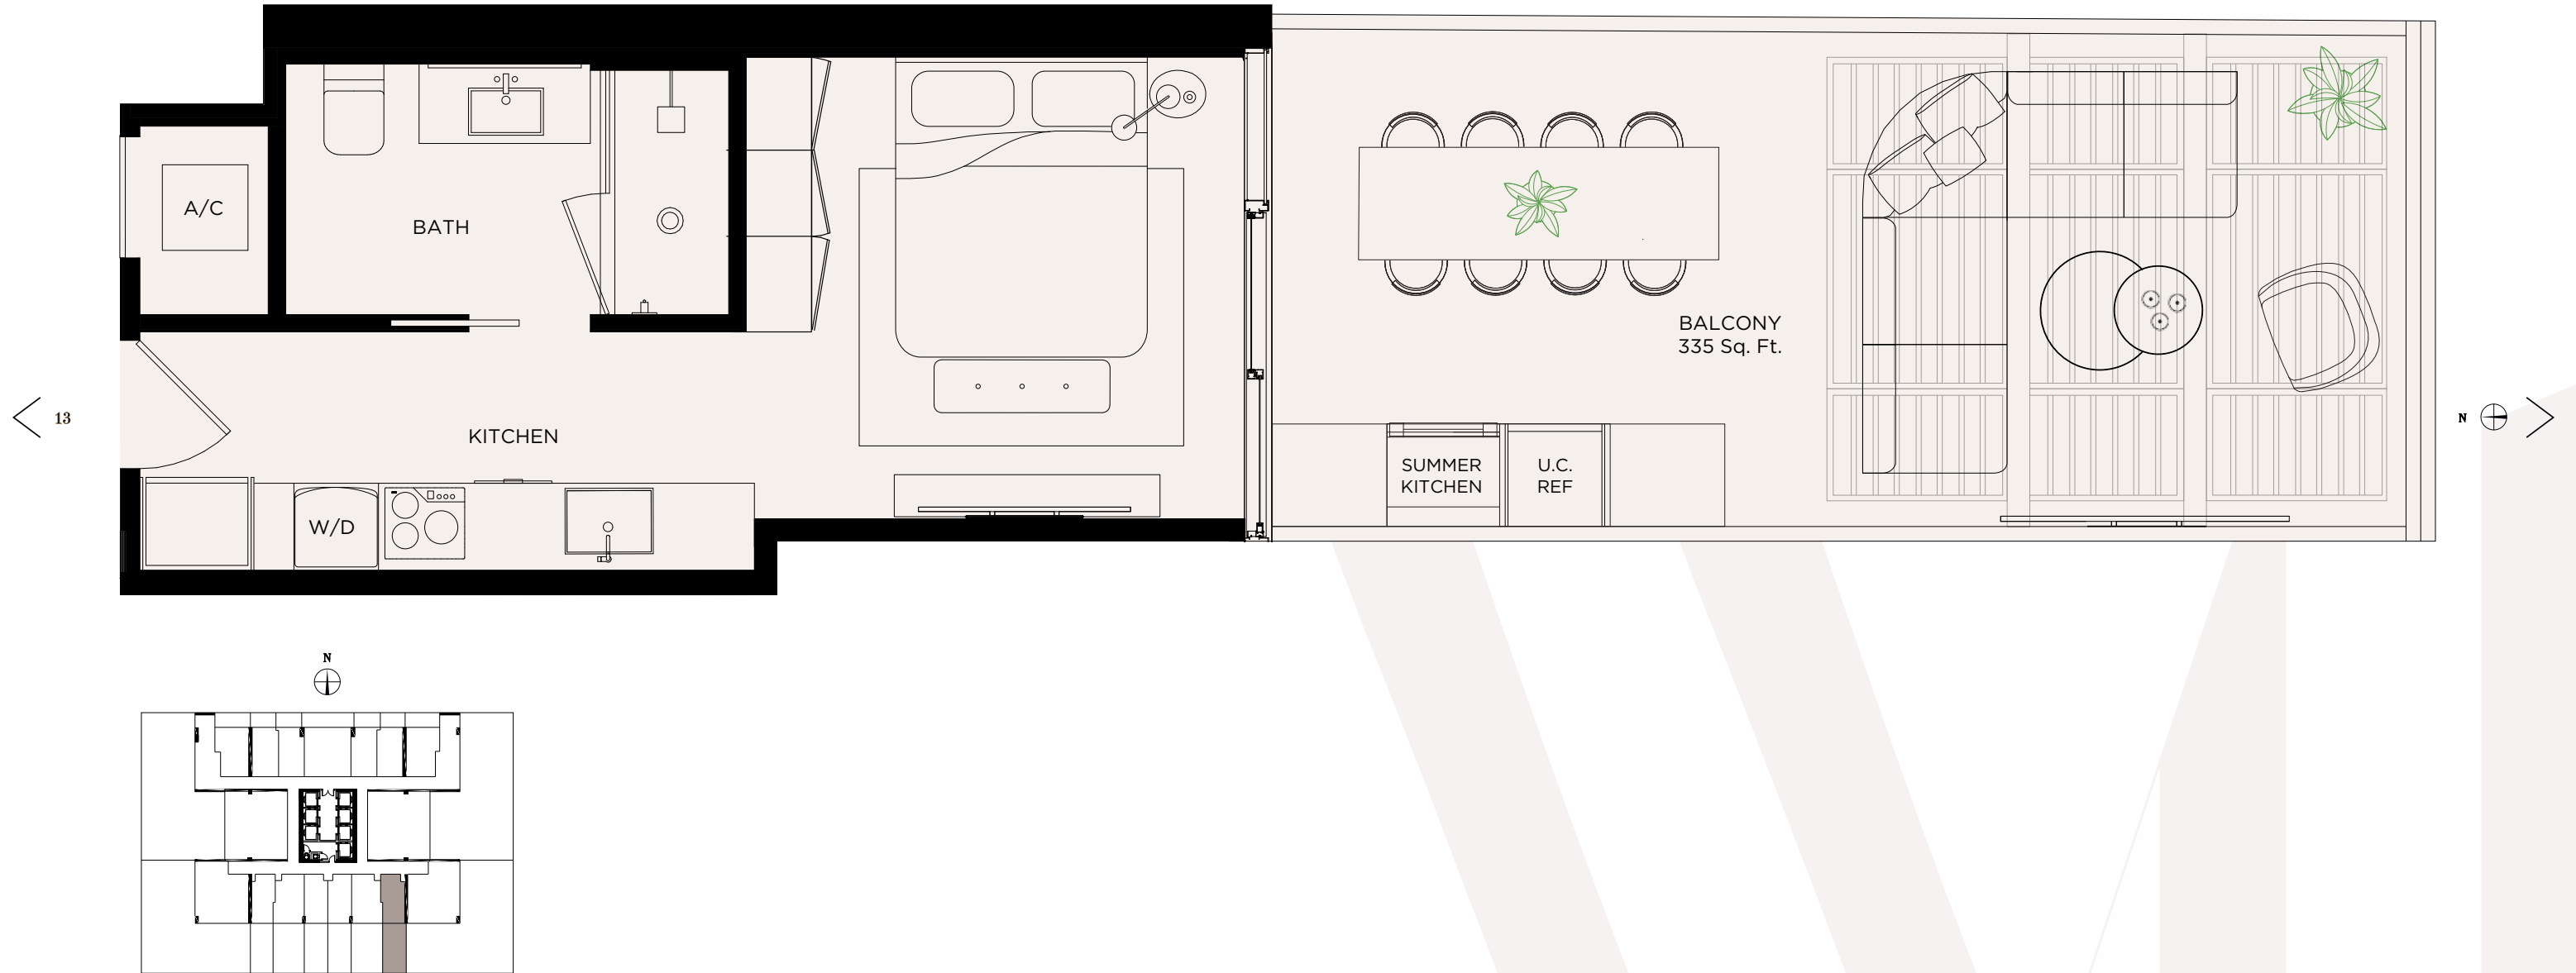 A/C
BATH
BALCONY
335 Sq. Ft.
13
N
KITCHEN
SUMMER
KITCHEN
U.C.
REF
W/D
N